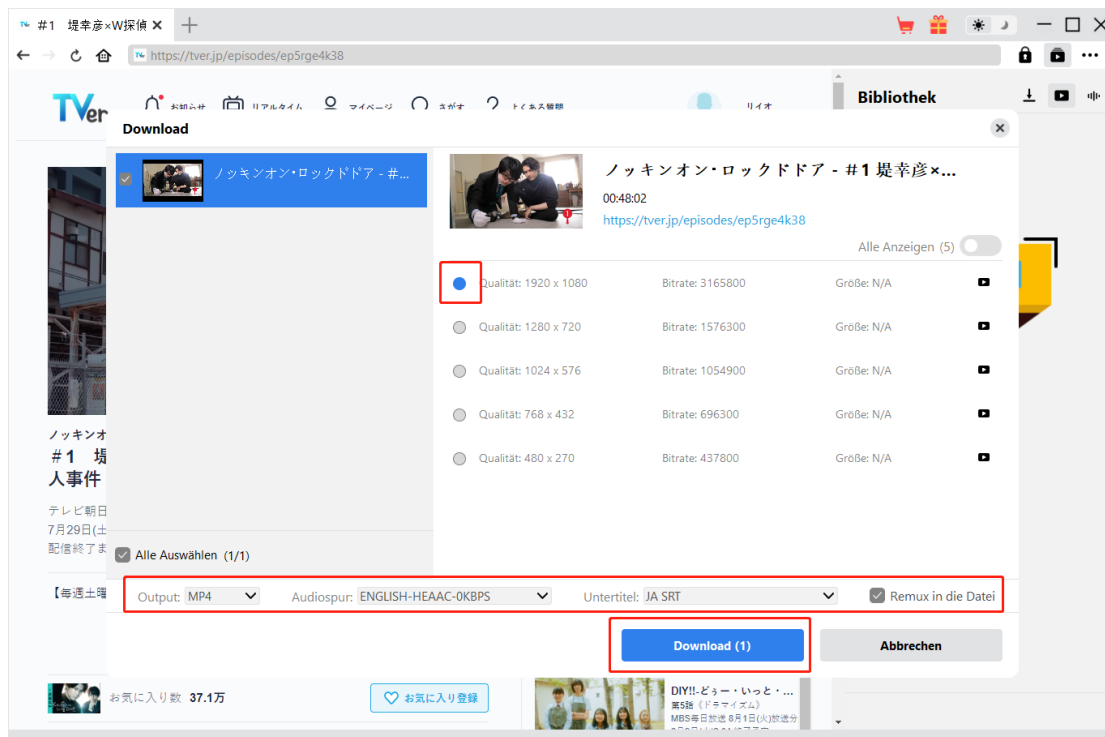 #1 堤幸彦×W探偵
https://tver.jp/episodes/ep5rge4k38
TVer
お知らせ リアルタイム マイページ さがす よくある質問 リイオ
Bibliothek
Download
ノッキンオン・ロックドドア - #...
ノッキンオン・ロックドドア - #1 堤幸彦×...
00:48:02
https://tver.jp/episodes/ep5rge4k38
Alle Anzeigen (5)
Qualität: 1920 x 1080 Bitrate: 3165800 Größe: N/A
Qualität: 1280 x 720 Bitrate: 1576300 Größe: N/A
Qualität: 1024 x 576 Bitrate: 1054900 Größe: N/A
Qualität: 768 x 432 Bitrate: 696300 Größe: N/A
Qualität: 480 x 270 Bitrate: 437800 Größe: N/A
ノッキンオ
#1 堤
人事件
テレビ朝日
7月29日(土
配信終了ま
Alle Auswählen (1/1)
【毎週土曜
Output: MP4 Audiospur: ENGLISH-HEAAC-0KBPS Untertitel: JA SRT Remux in die Datei
Download (1) Abbrechen
お気に入り数 37.1万
お気に入り登録
DIY!!-どぅー・いっと・...
第5話《ドラマイズム》
MBS毎日放送 8月1日(火)放送分